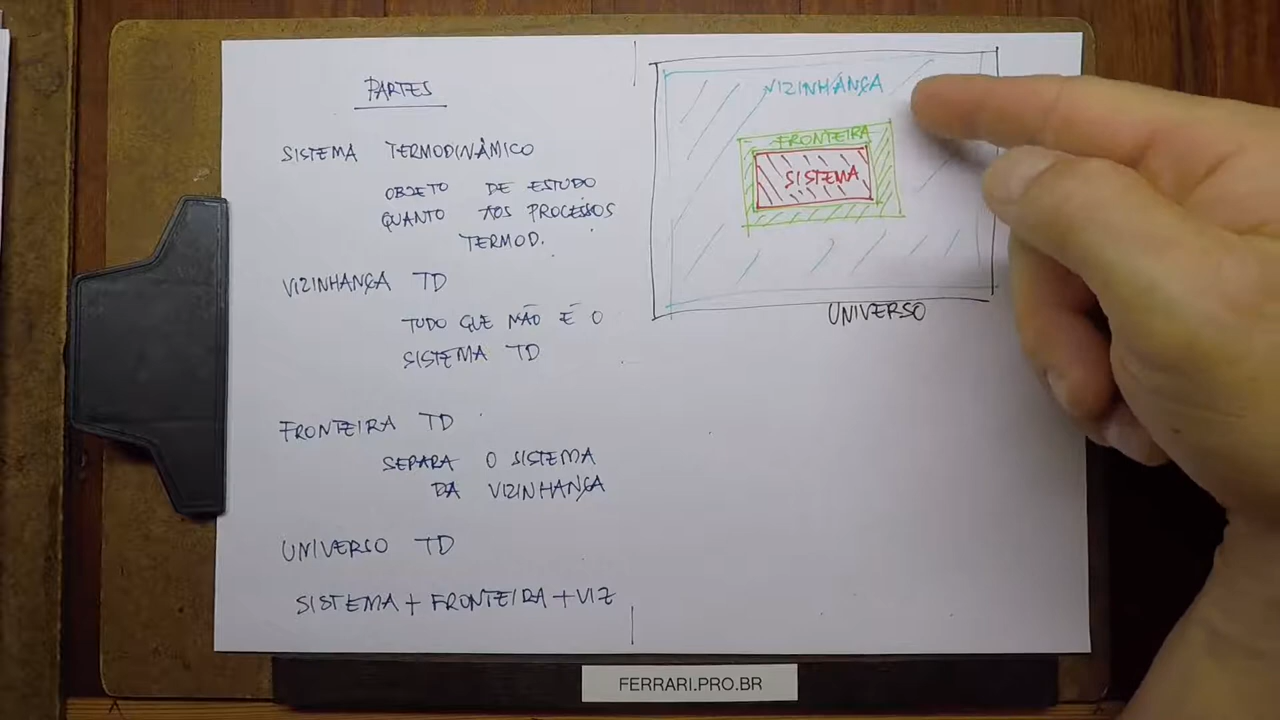 PARTES
SISTEMA TERMODINÂMICO
OBJETO DE ESTUDO
QUANTO AOS PROCESSOS
TERMOD.
VIZINHANÇA TD
TUDO QUE NÃO É O
SISTEMA TD
FRONTEIRA TD
SEPARA O SISTEMA
DA VIZINHANÇA
UNIVERSO TD
SISTEMA + FRONTEIRA + VIZ
VIZINHANÇA
FRONTEIRA
SISTEMA
UNIVERSO
FERRARI.PRO.BR